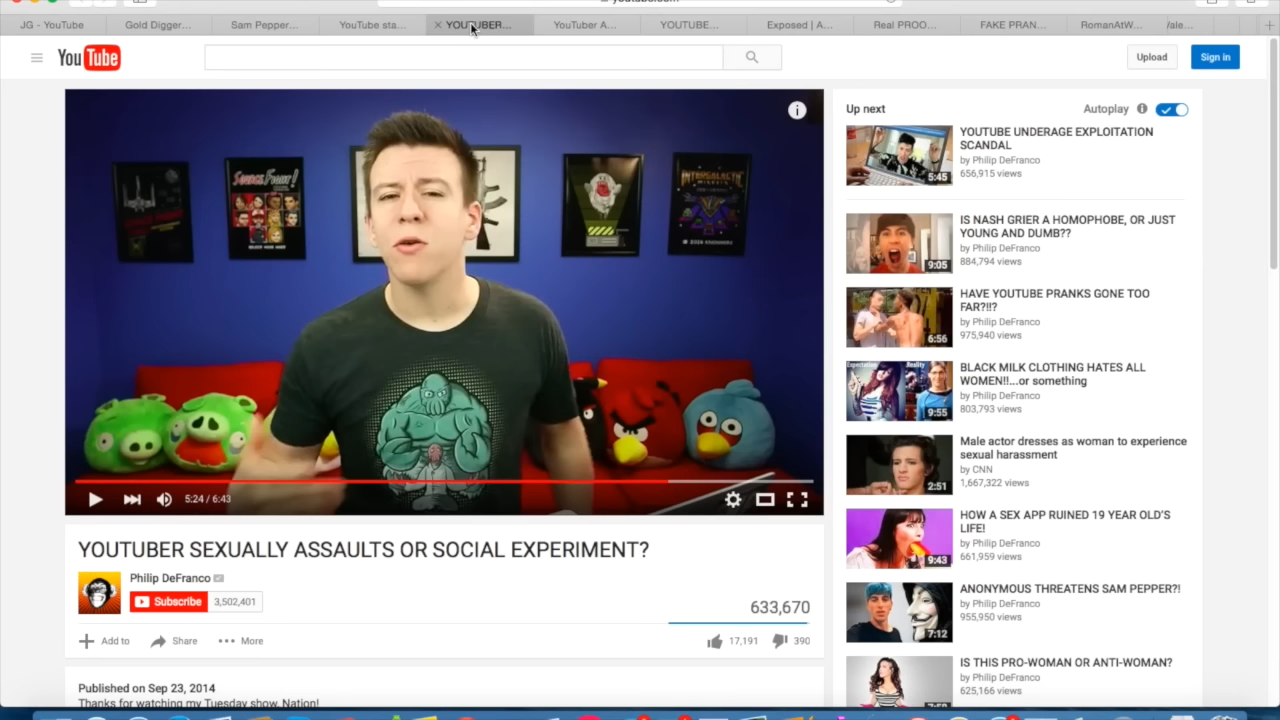 youtube.com
JG - YouTube
Gold Digger...
Sam Pepper...
YouTube sta...
YOUTUBER...
YouTuber A...
YOUTUBE...
Exposed | A...
Real PROO...
FAKE PRAN...
RomanAtW...
YouTube
Upload
Sign in
5:24 / 6:43
YOUTUBER SEXUALLY ASSAULTS OR SOCIAL EXPERIMENT?
Philip DeFranco
Subscribe
3,502,401
633,670
Add to
Share
More
17,191
390
Published on Sep 23, 2014
Thanks for watching my Tuesday show, Nation!
Up next
Autoplay
YOUTUBE UNDERAGE EXPLOITATION
SCANDAL
by Philip DeFranco
656,915 views
5:45
IS NASH GRIER A HOMOPHOBE, OR JUST
YOUNG AND DUMB??
by Philip DeFranco
884,794 views
9:05
HAVE YOUTUBE PRANKS GONE TOO
FAR?!!?
by Philip DeFranco
975,940 views
6:56
BLACK MILK CLOTHING HATES ALL
WOMEN!!...or something
by Philip DeFranco
803,793 views
Expectation
Reality
9:55
Male actor dresses as woman to experience
sexual harassment
by CNN
1,667,322 views
2:51
HOW A SEX APP RUINED 19 YEAR OLD'S
LIFE!
by Philip DeFranco
661,959 views
9:43
ANONYMOUS THREATENS SAM PEPPER?!
by Philip DeFranco
955,950 views
7:12
IS THIS PRO-WOMAN OR ANTI-WOMAN?
by Philip DeFranco
625,166 views